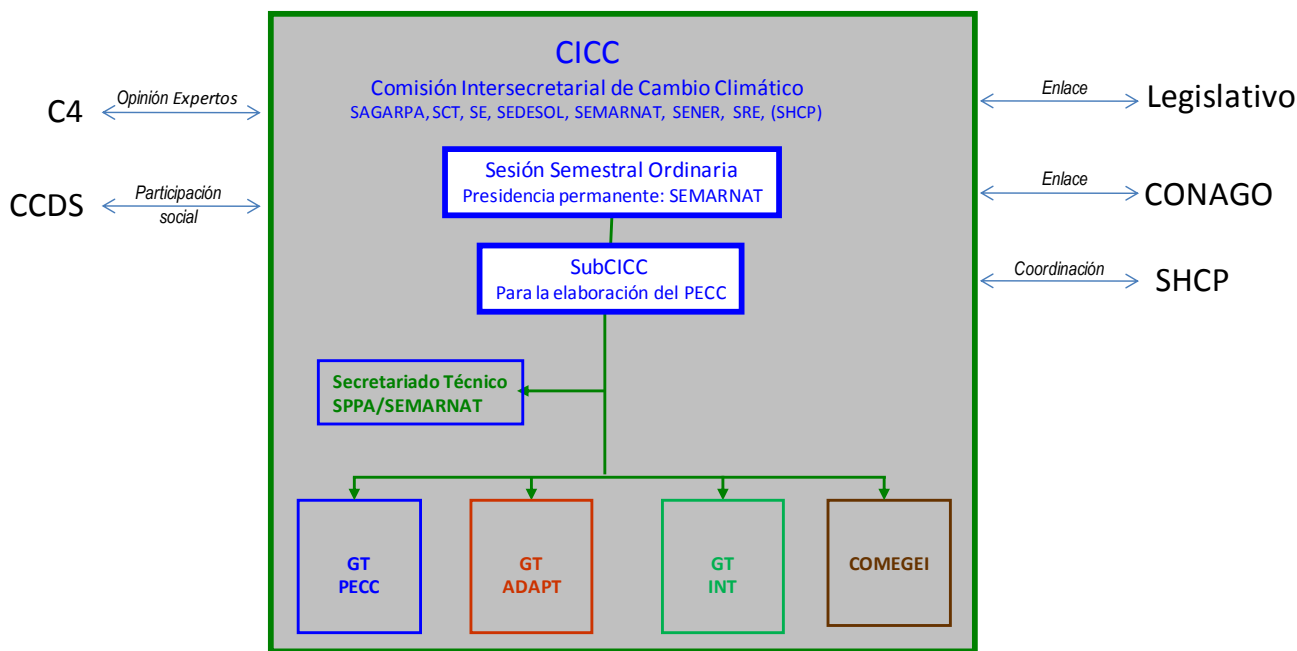 CICC
Comisión Intersecretarial de Cambio Climático
SAGARPA, SCT, SE, SEDESOL, SEMARNAT, SENER, SRE, (SHCP)
C4
Opinión Expertos
CCDS
Participación
social
Enlace
Legislativo
Enlace
CONAGO
Coordinación
SHCP
Sesión Semestral Ordinaria
Presidencia permanente: SEMARNAT
SubCICC
Para la elaboración del PECC
Secretariado Técnico
SPPA/SEMARNAT
GT
PECC
GT
ADAPT
GT
INT
COMEGEI